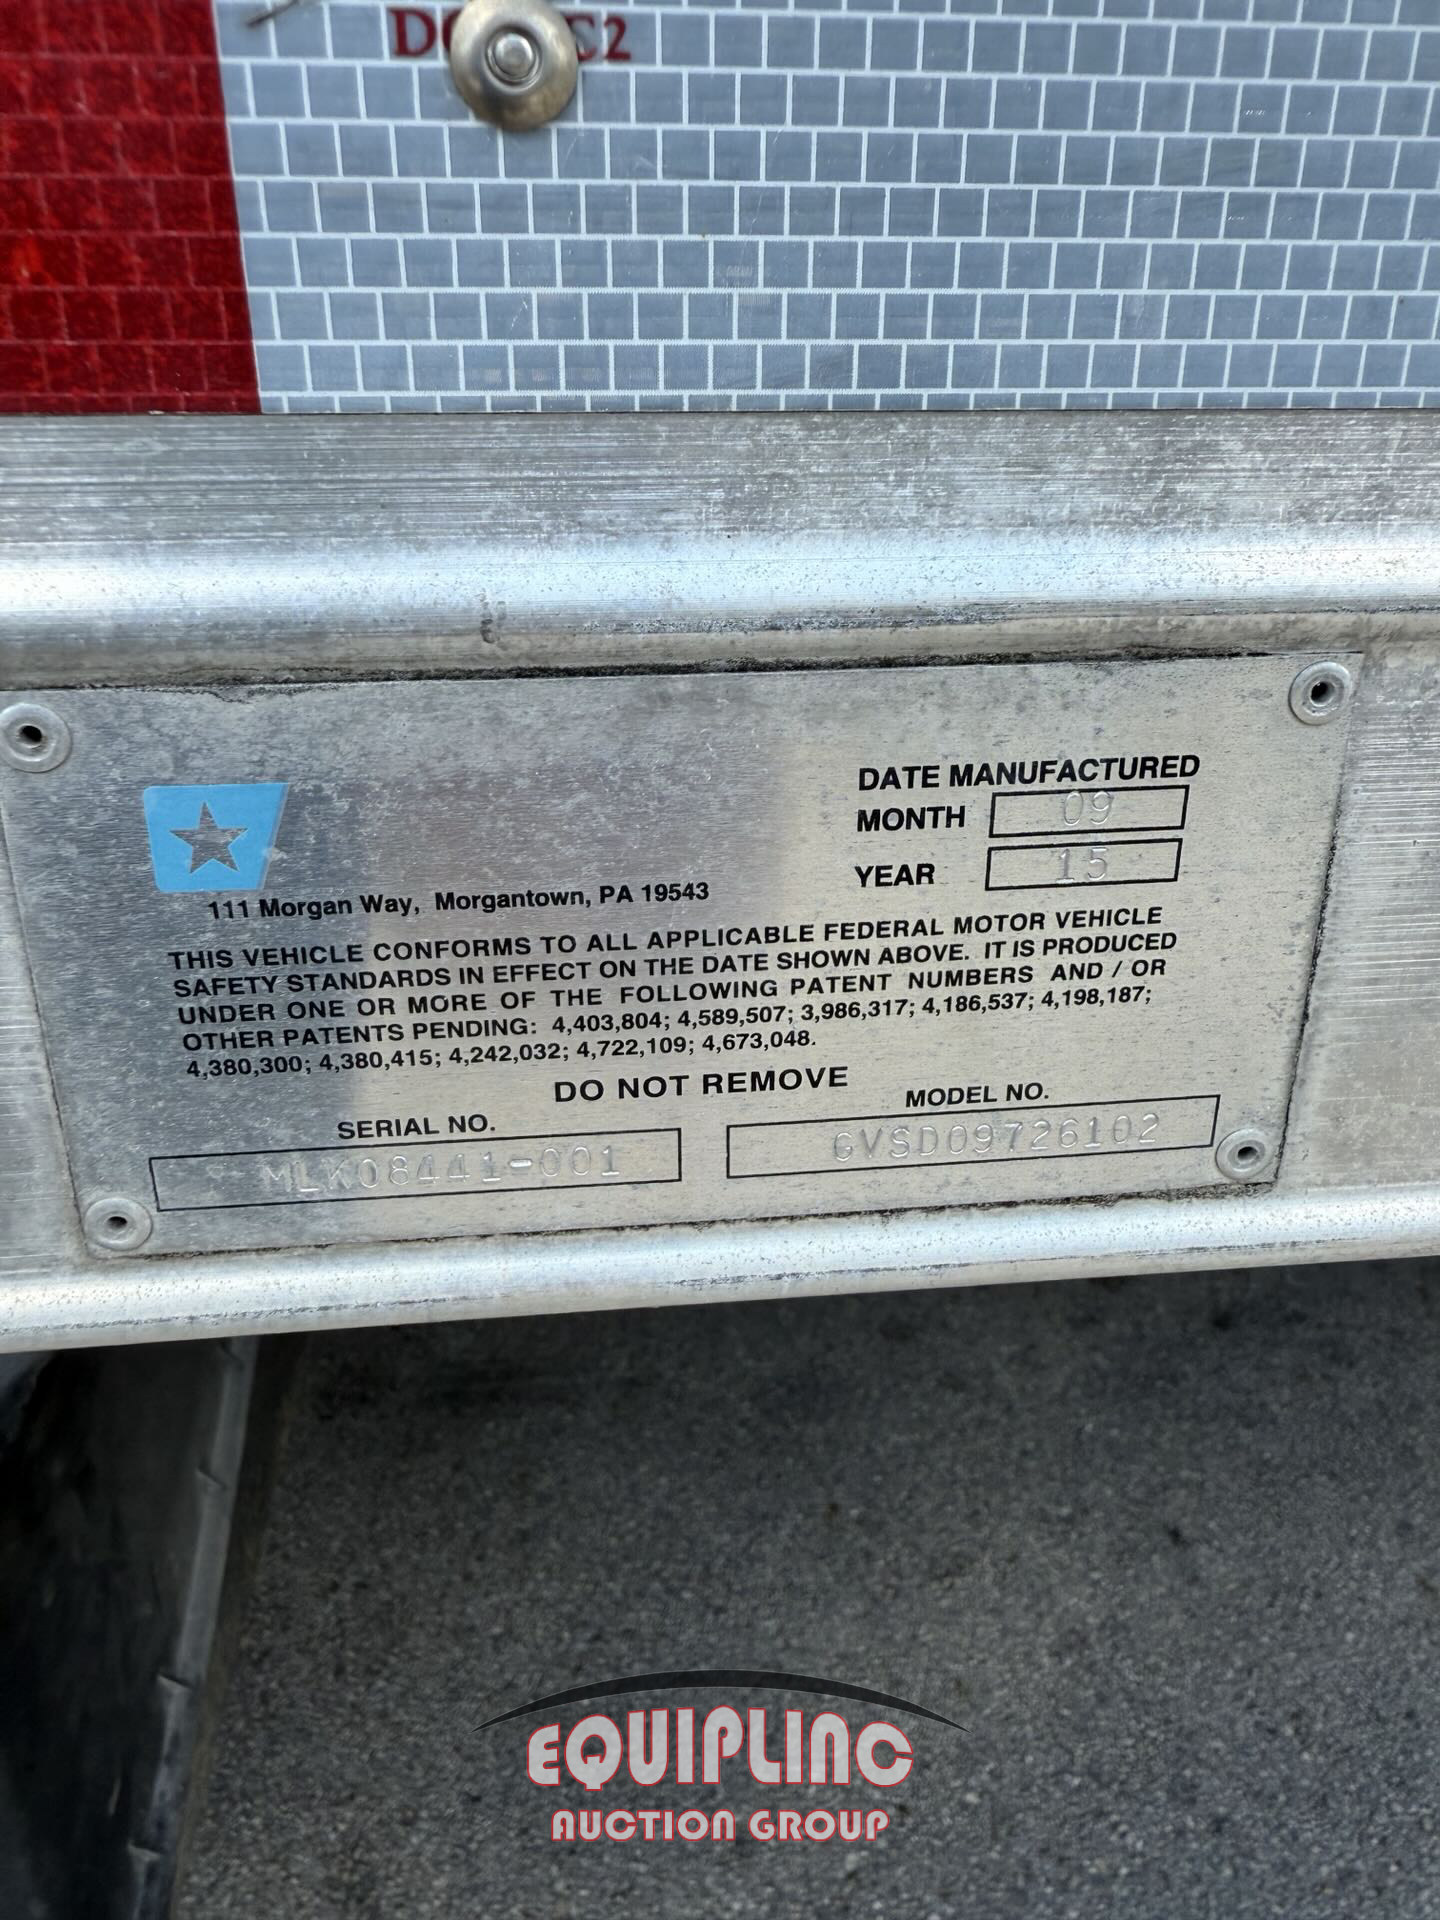 C2
DATE MANUFACTURED
MONTH 09
YEAR 15
111 Morgan Way, Morgantown, PA 19543
THIS VEHICLE CONFORMS TO ALL APPLICABLE FEDERAL MOTOR VEHICLE
SAFETY STANDARDS IN EFFECT ON THE DATE SHOWN ABOVE. IT IS PRODUCED
UNDER ONE OR MORE OF THE FOLLOWING PATENT NUMBERS AND / OR
OTHER PATENTS PENDING: 4,403,804; 4,589,507; 3,986,317; 4,186,537; 4,198,187;
4,380,300; 4,380,415; 4,242,032; 4,722,109; 4,673,048.
DO NOT REMOVE
SERIAL NO. MODEL NO.
MLK08441-001 GVSD09726102
EQUIPLINC
AUCTION GROUP